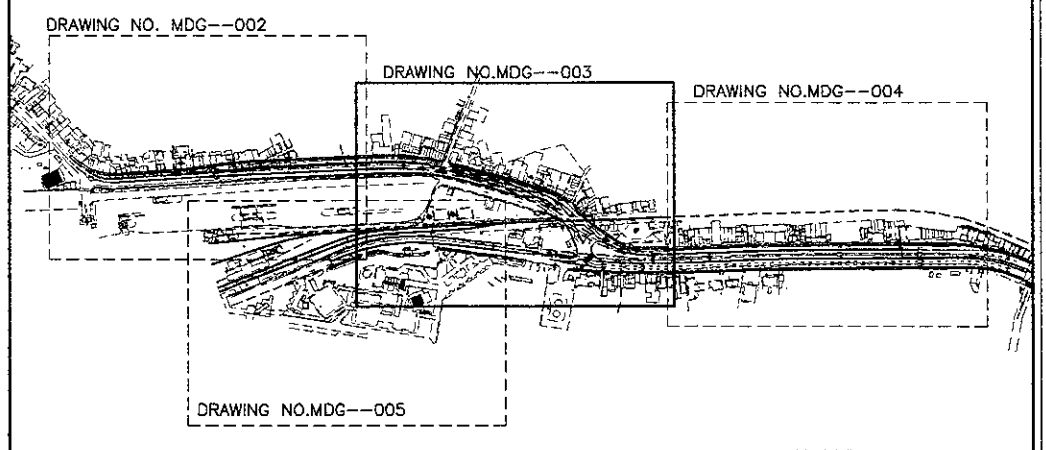 DRAWING NO. MDG--002
DRAWING NO.MDG--003
DRAWING NO.MDG--004
DRAWING NO.MDG--005